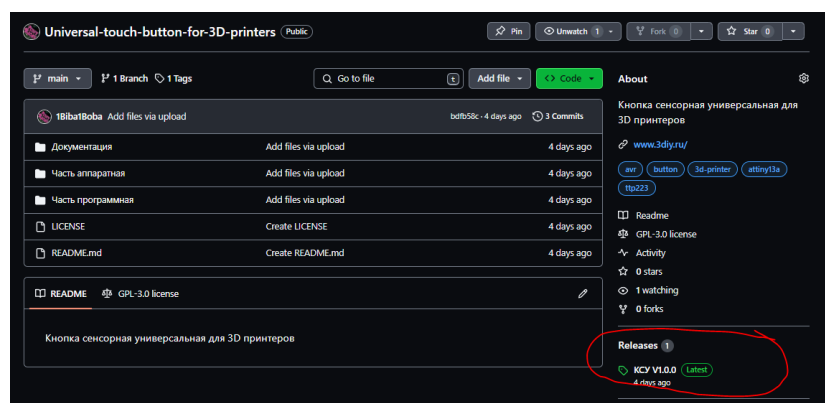 Universal-touch-button-for-3D-printers Public
Pin
Unwatch 1
Fork 0
Star 0
main
1 Branch
1 Tags
Go to file
t
Add file
<> Code
1Biba1Boba Add files via upload
bdfb58c · 4 days ago
3 Commits
Документация Add files via upload 4 days ago
Часть аппаратная Add files via upload 4 days ago
Часть программная Add files via upload 4 days ago
LICENSE Create LICENSE 4 days ago
README.md Create README.md 4 days ago
README
GPL-3.0 license
Кнопка сенсорная универсальная для 3D принтеров
About
Кнопка сенсорная универсальная для
3D принтеров
www.3diy.ru/
avr button 3d-printer attiny13a
ttp223
Readme
GPL-3.0 license
Activity
0 stars
1 watching
0 forks
Releases 1
КСУ V1.0.0 Latest
4 days ago